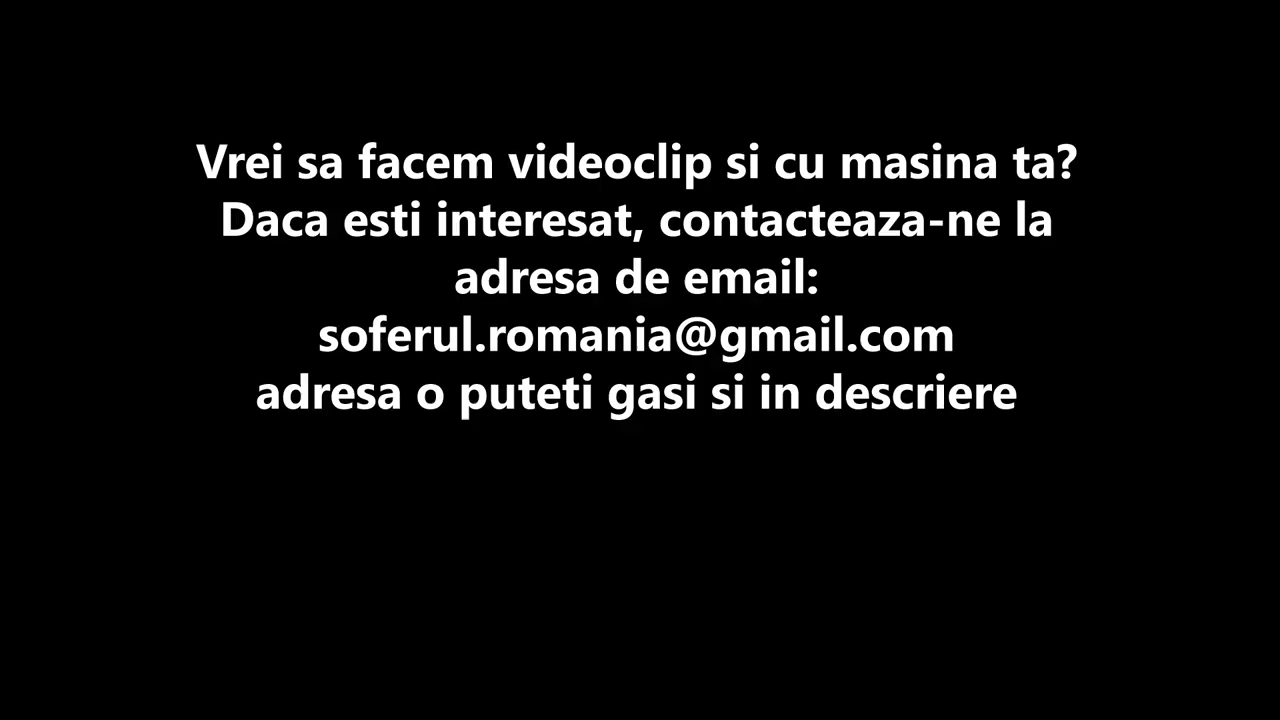 Vrei sa facem videoclip si cu masina ta?
Daca esti interesat, contacteaza-ne la
adresa de email:
soferul.romania@gmail.com
adresa o puteti gasi si in descriere